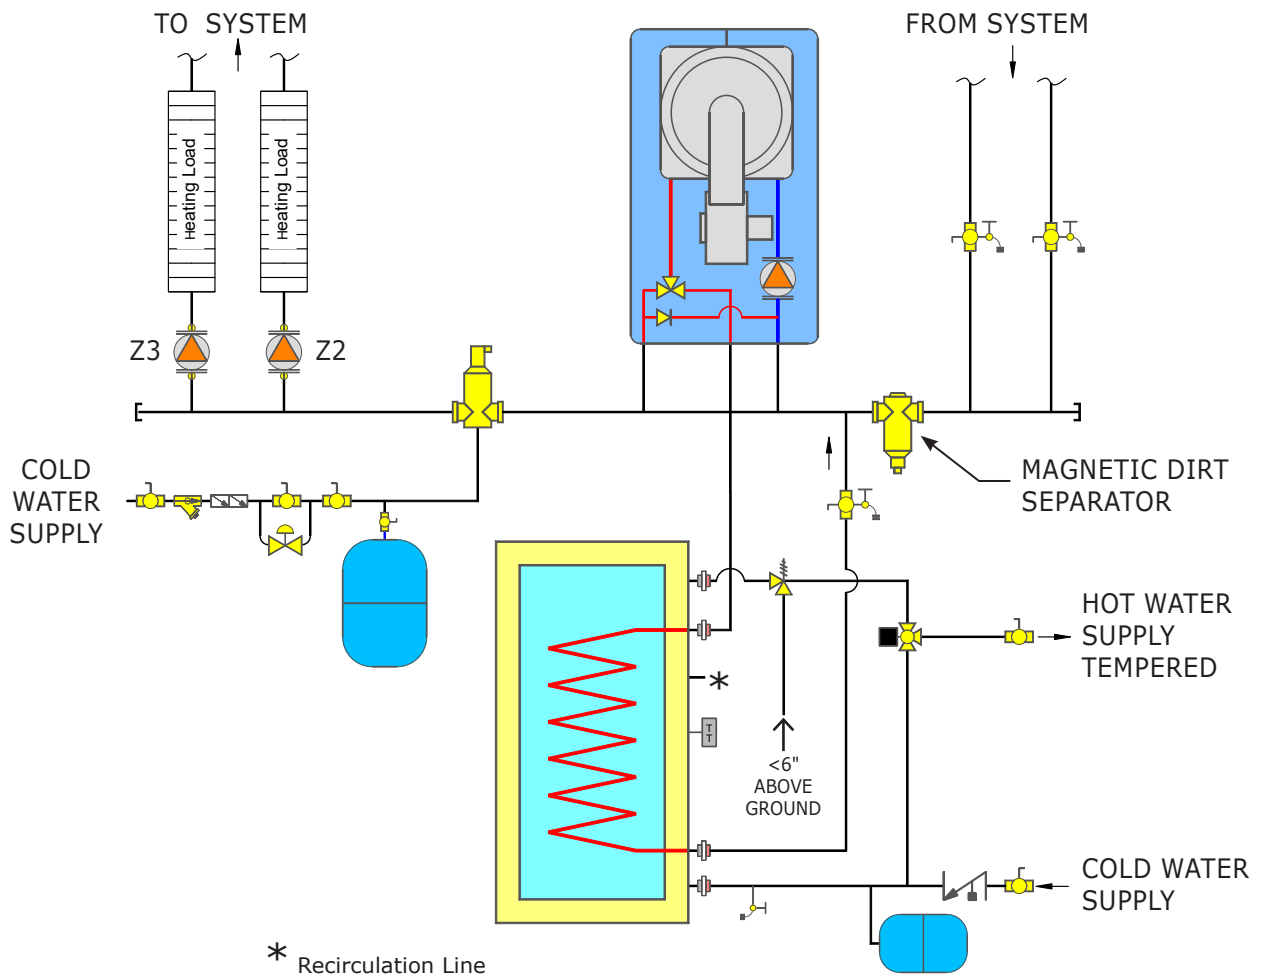 TO SYSTEM
FROM SYSTEM
Heating Load
Heating Load
Z3
Z2
COLD
WATER
SUPPLY
MAGNETIC DIRT
SEPARATOR
HOT WATER
SUPPLY
TEMPERED
*
T
T
<6"
ABOVE
GROUND
COLD WATER
SUPPLY
* Recirculation Line